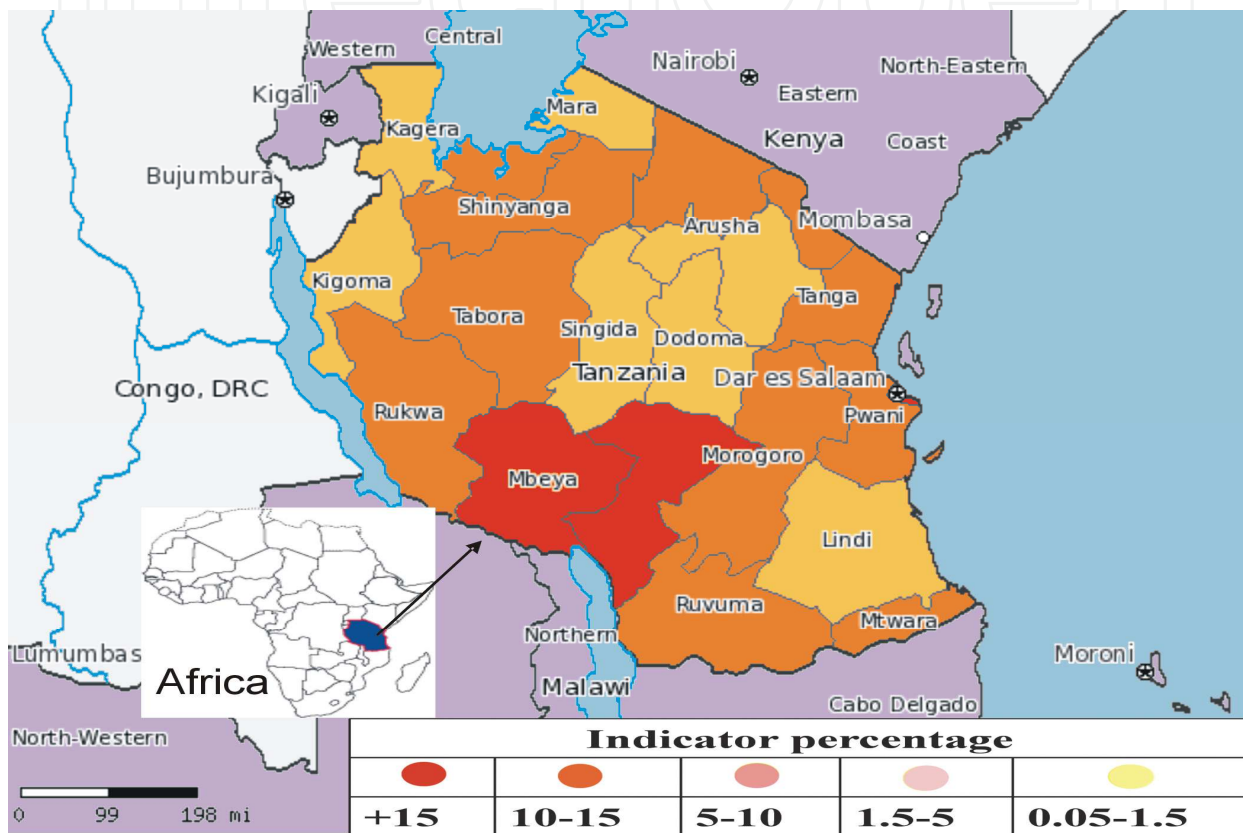 Central
Western
Nairobi
North-Eastern
Kigali
Eastern
Mara
Kagera
Kenya
Coast
Bujumbura
Shinyanga
Arusha
Mombasa
Kigoma
Tanga
Tabora
Singida
Dodoma
Tanzania
Dar es Salaam
Congo, DRC
Rukwa
Pwani
Morogoro
Mbeya
Lindi
Ruvuma
Mtwara
Northern
Lumumbas
Moroni
Africa
Malawi
Cabo Delgado
North-Western
0 99 198 mi
Indicator percentage
+15 10-15 5-10 1.5-5 0.05-1.5